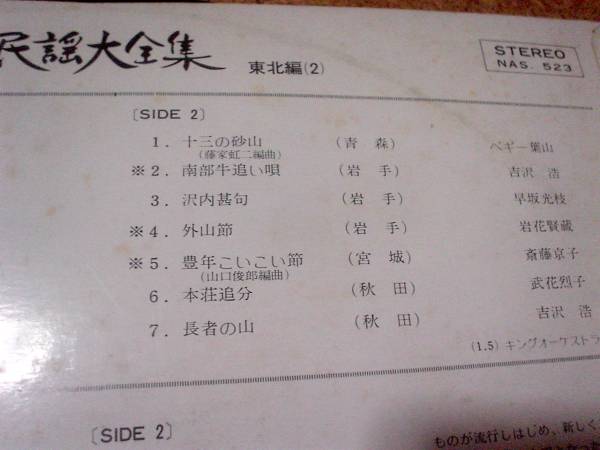 民謡大全集 東北編(2) STEREO
NAS. 523
〔SIDE 2〕
1. 十三の砂山 (青森) ペギー葉山
(藤家虹二編曲)
※2. 南部牛追い唄 (岩手) 吉沢 浩
3. 沢内甚句 (岩手) 早坂光枝
※4. 外山節 (岩手) 岩花賢蔵
※5. 豊年こいこい節 (宮城) 斎藤京子
(山口俊郎編曲)
6. 本荘追分 (秋田) 武花烈子
7. 長者の山 (秋田) 吉沢 浩
(1.5) キングオーケストラ
〔SIDE 2〕
ものが流行しはじめ、新しく